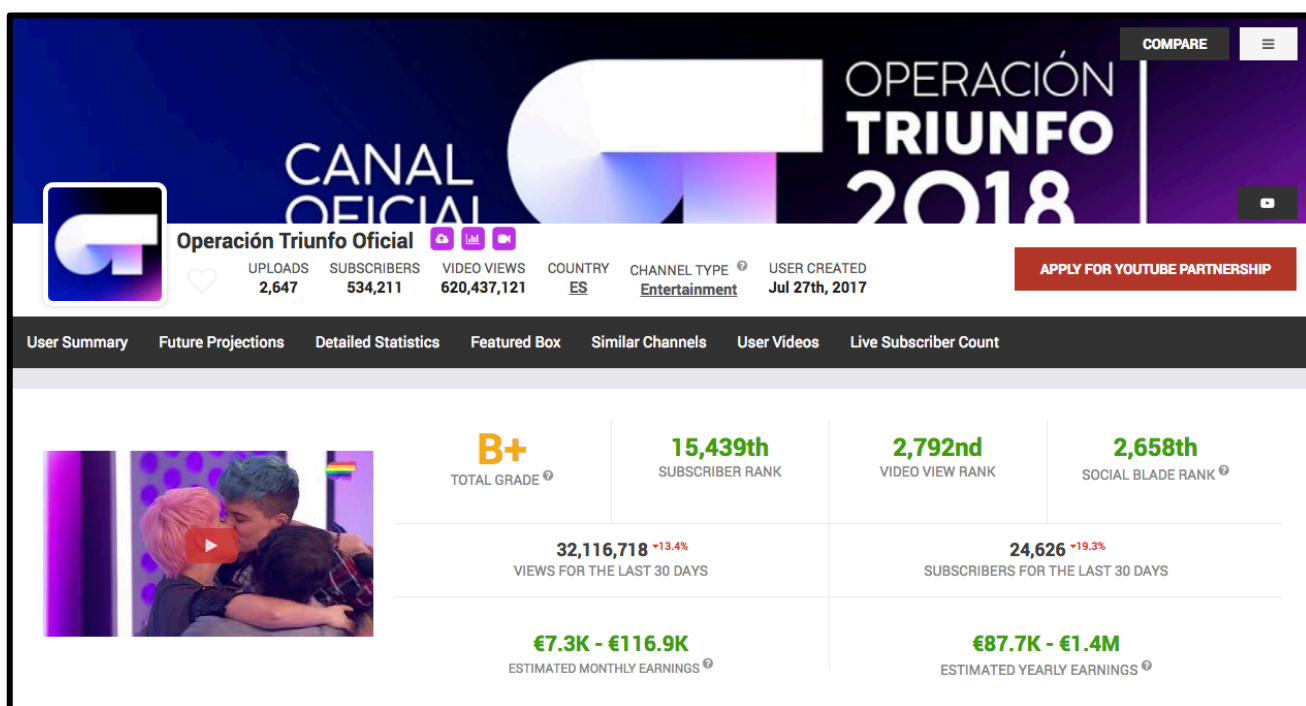 COMPARE
CANAL
OFICIAL
OPERACIÓN
TRIUNFO
2018
Operación Triunfo Oficial
UPLOADS
2,647
SUBSCRIBERS
534,211
VIDEO VIEWS
620,437,121
COUNTRY
ES
CHANNEL TYPE
Entertainment
USER CREATED
Jul 27th, 2017
APPLY FOR YOUTUBE PARTNERSHIP
User Summary Future Projections Detailed Statistics Featured Box Similar Channels User Videos Live Subscriber Count
B+
TOTAL GRADE
15,439th
SUBSCRIBER RANK
2,792nd
VIDEO VIEW RANK
2,658th
SOCIAL BLADE RANK
32,116,718 -13.4%
VIEWS FOR THE LAST 30 DAYS
24,626 -19.3%
SUBSCRIBERS FOR THE LAST 30 DAYS
€7.3K - €116.9K
ESTIMATED MONTHLY EARNINGS
€87.7K - €1.4M
ESTIMATED YEARLY EARNINGS